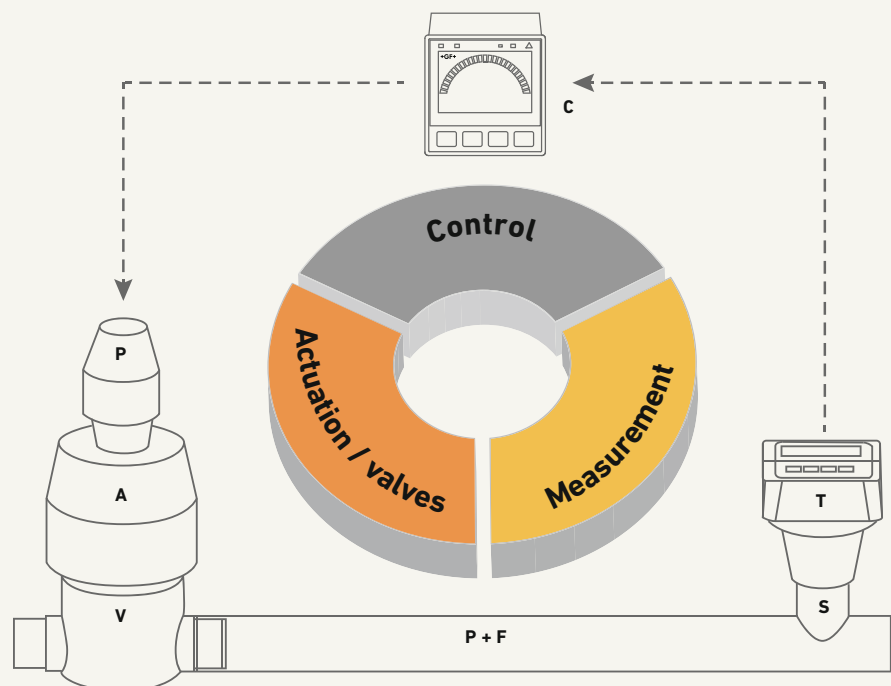 +GF+
C
Control
P
Actuation / valves
Measurement
A
T
S
V
P + F